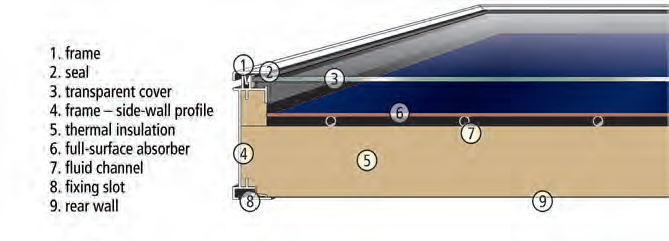 1. frame
2. seal
3. transparent cover
4. frame – side-wall profile
5. thermal insulation
6. full-surface absorber
7. fluid channel
8. fixing slot
9. rear wall
1
2
3
6
7
4
5
8
9